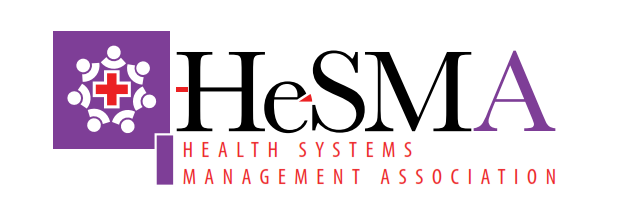 HeSMA
HEALTH SYSTEMS
MANAGEMENT ASSOCIATION